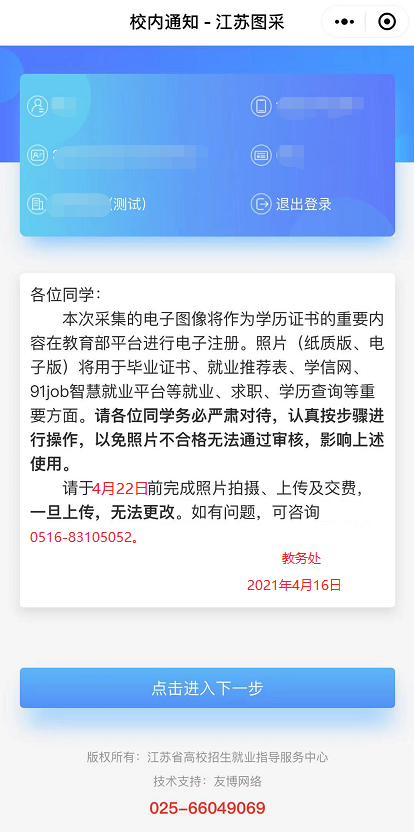 校内通知 - 江苏图采
(测试)
退出登录
各位同学：
本次采集的电子图像将作为学历证书的重要内
容在教育部平台进行电子注册。照片（纸质版、电
子版）将用于毕业证书、就业推荐表、学信网、
91job智慧就业平台等就业、求职、学历查询等重
要方面。请各位同学务必严肃对待，认真按步骤进
行操作，以免照片不合格无法通过审核，影响上述
使用。
请于4月22日前完成照片拍摄、上传及交费，
一旦上传，无法更改。如有问题，可咨询
0516-83105052。
教务处
2021年4月16日
点击进入下一步
版权所有：江苏省高校招生就业指导服务中心
技术支持：友博网络
025-66049069